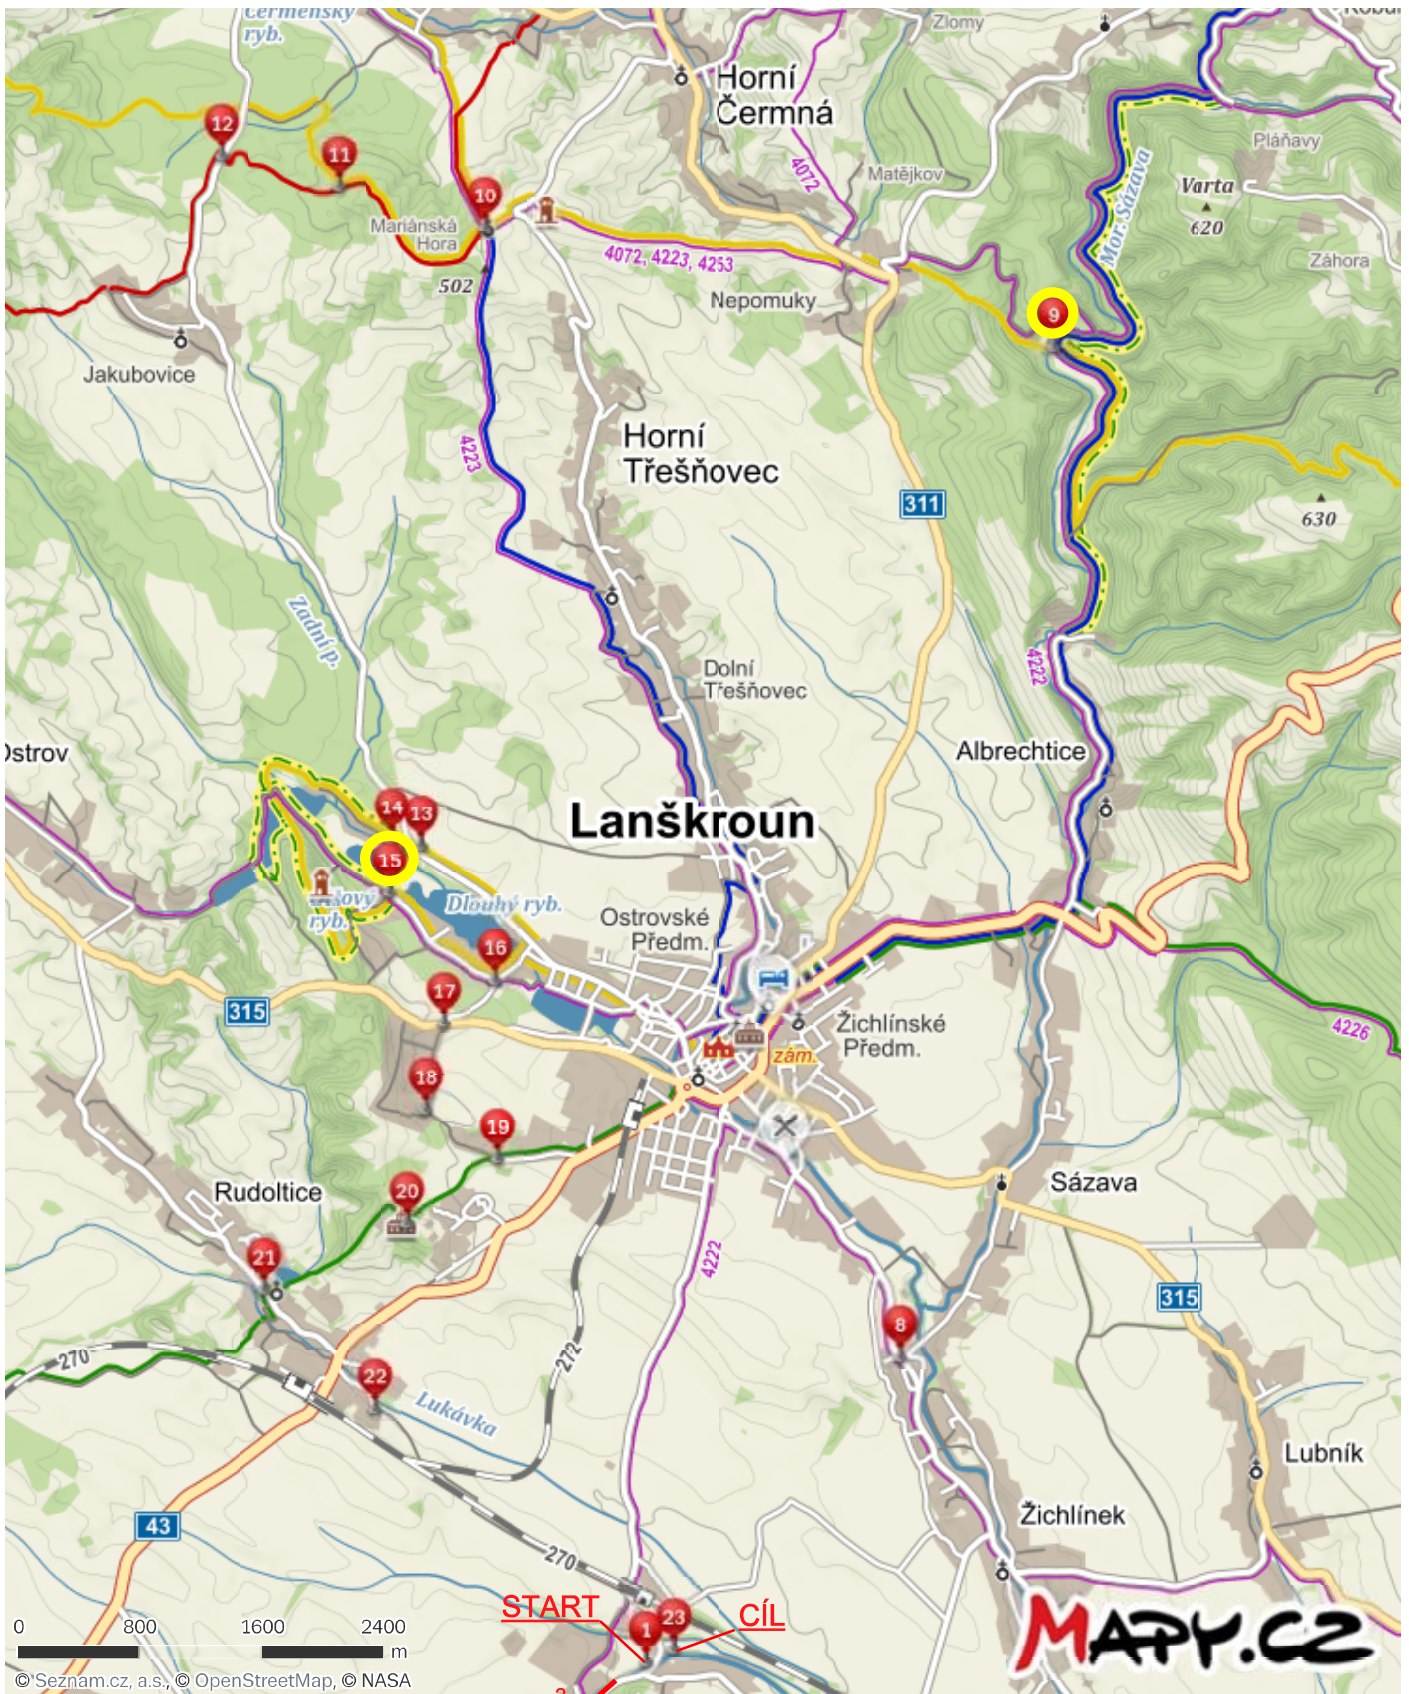 Čermenský
ryb.
Zlomy
Horní
Čermná
12
11
10
Mariánská
Hora
502
4072
Matějkov
Pláňavy
Varta
620
Mor. Sázava
Záhora
4072, 4223, 4253
Nepomuky
9
Jakubovice
4223
Horní
Třešňovec
311
630
Zadní p.
Dolní
Třešňovec
4222
Ostrov
Albrechtice
14
13
15
Lanškroun
Dlouhý ryb.
ryb.
Ostrovské
Předm.
16
17
315
Žichlínské
Předm.
zám.
4226
18
19
Rudoltice
20
Sázava
21
4222
315
8
270
272
22
Lukávka
Lubník
Žichlínek
43
270
START
1
23
CÍL
MAPY.CZ
0 800 1600 2400
m
© Seznam.cz, a.s., © OpenStreetMap, © NASA